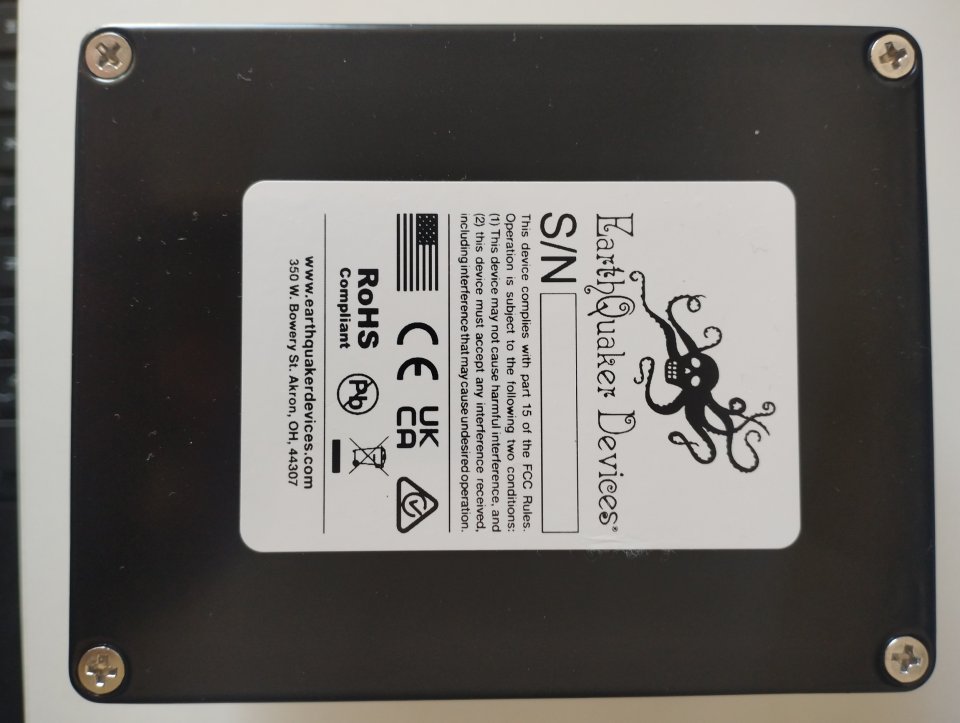 EarthQuaker Devices®
S/N
This device complies with part 15 of the FCC Rules.
Operation is subject to the following two conditions:
(1) This device may not cause harmful interference, and
(2) this device must accept any interference received,
including interference that may cause undesired operation.
CE UK
CA
RoHS
Compliant
Pb
www.earthquakerdevices.com
350 W. Bowery St. Akron, OH, 44307